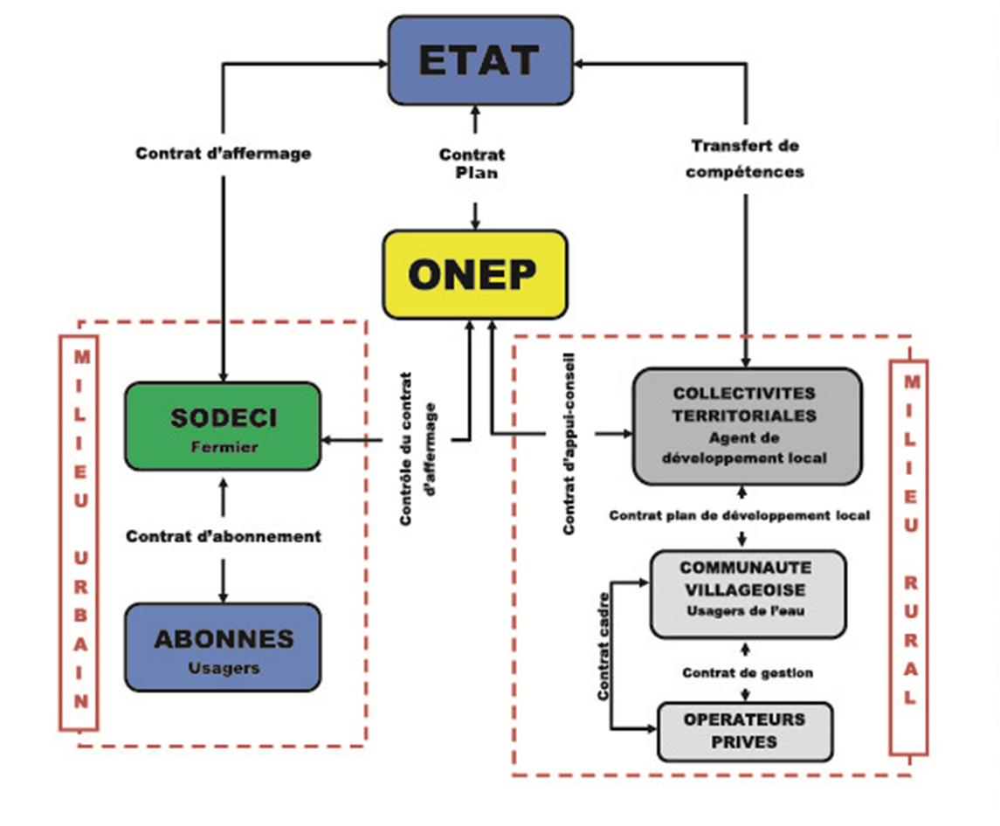 ETAT
Contrat d'affermage
Contrat
Plan
Transfert de
compétences
ONEP
MILIEU URBAIN
SODECI
Fermier
Contrat d'abonnement
ABONNES
Usagers
Contrôle du contrat
d'affermage
Contrat d'appui-conseil
COLLECTIVITES
TERRITORIALES
Agent de
développement local
Contrat plan de développement local
COMMUNAUTE
VILLAGEOISE
Usagers de l'eau
Contrat cadre
Contrat de gestion
OPERATEURS
PRIVES
MILIEU RURAL